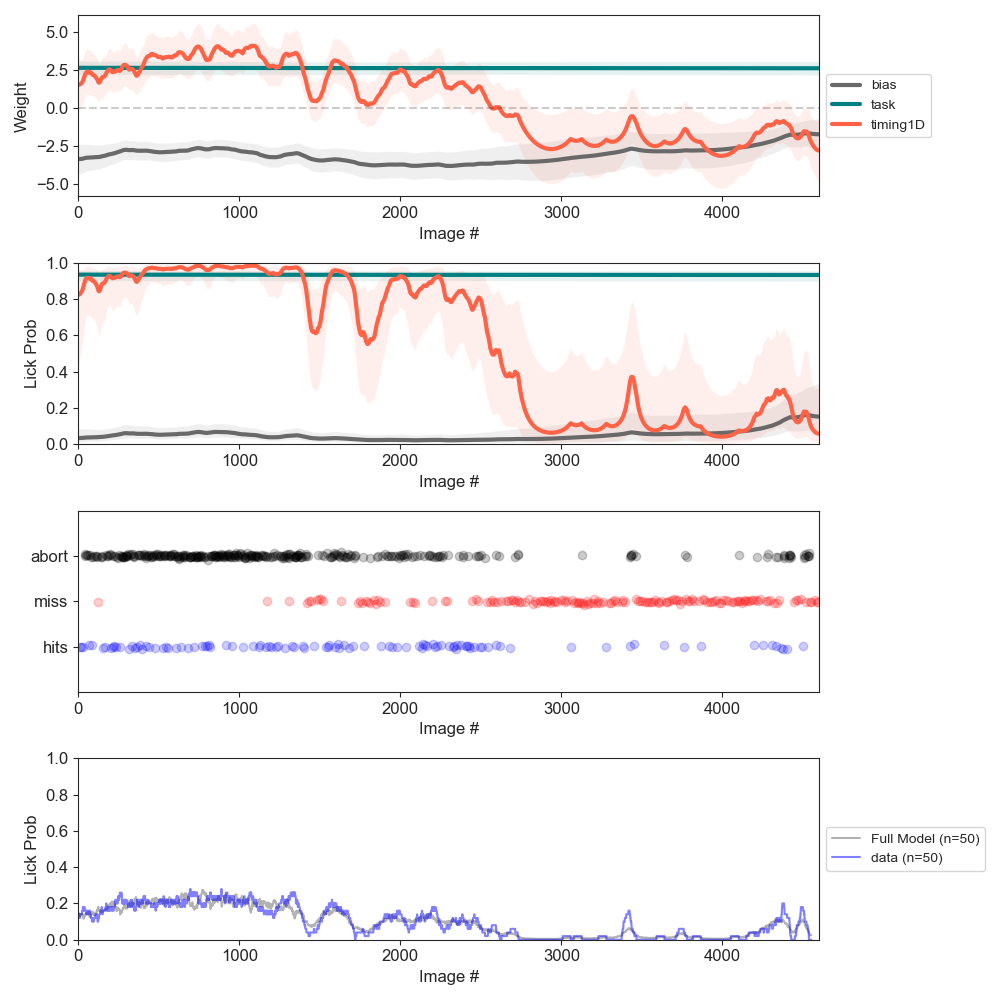 Weight
5.0
2.5
0.0
−2.5
−5.0
0 1000 2000 3000 4000
Image #
bias
task
timing1D
Lick Prob
1.0
0.8
0.6
0.4
0.2
0.0
0 1000 2000 3000 4000
Image #
abort
miss
hits
0 1000 2000 3000 4000
Image #
Lick Prob
1.0
0.8
0.6
0.4
0.2
0.0
0 1000 2000 3000 4000
Image #
Full Model (n=50)
data (n=50)